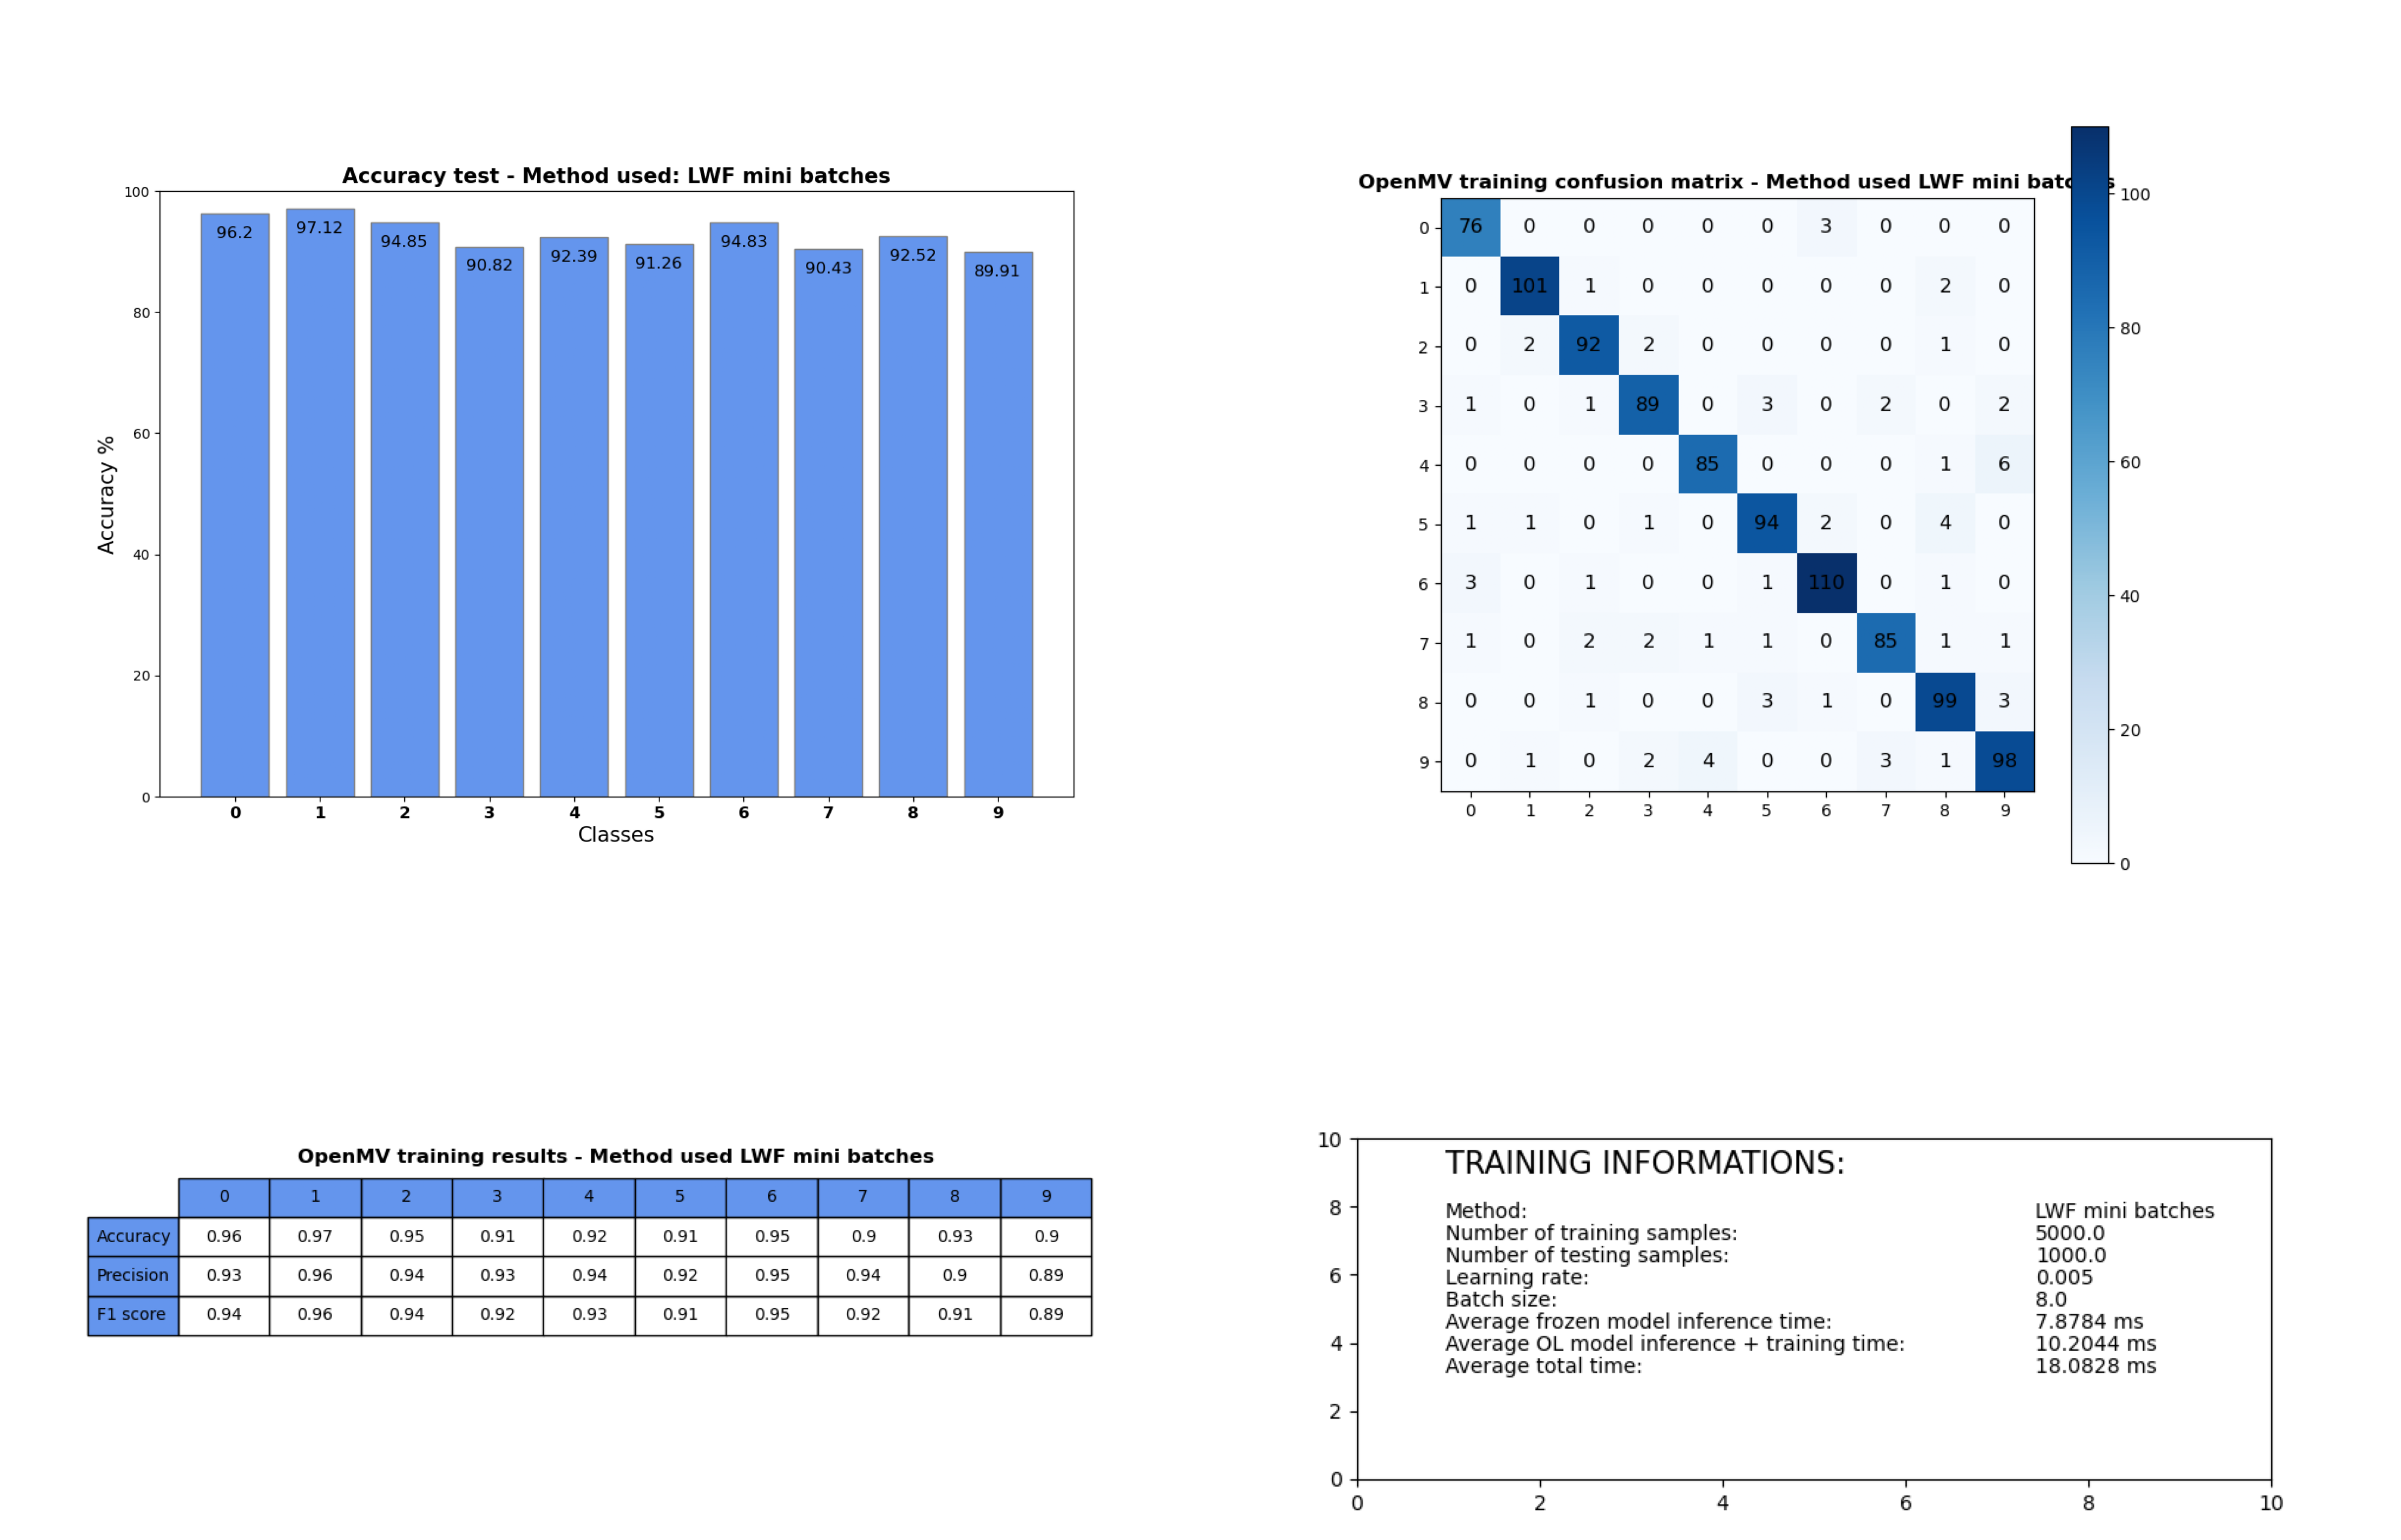 Accuracy test - Method used: LWF mini batches
100
80
60
40
20
0
Accuracy %
96.2 97.12 94.85 90.82 92.39 91.26 94.83 90.43 92.52 89.91
0 1 2 3 4 5 6 7 8 9
Classes
OpenMV training confusion matrix - Method used LWF mini
0 76 0 0 0 0 0 3 0 0 0
1 0 101 1 0 0 0 0 0 2 0
2 0 2 92 2 0 0 0 0 1 0
3 1 0 1 89 0 3 0 2 0 2
4 0 0 0 0 85 0 0 0 1 6
5 1 1 0 1 0 94 2 0 4 0
6 3 0 1 0 0 1 110 0 1 0
7 1 0 2 2 1 1 0 85 1 1
8 0 0 1 0 0 3 1 0 99 3
9 0 1 0 2 4 0 0 3 1 98
0 1 2 3 4 5 6 7 8 9
100
80
60
40
20
0
OpenMV training results - Method used LWF mini batches
0 1 2 3 4 5 6 7 8 9
Accuracy 0.96 0.97 0.95 0.91 0.92 0.91 0.95 0.9 0.93 0.9
Precision 0.93 0.96 0.94 0.93 0.94 0.92 0.95 0.94 0.9 0.89
F1 score 0.94 0.96 0.94 0.92 0.93 0.91 0.95 0.92 0.91 0.89
10
8
6
4
2
0
TRAINING INFORMATIONS:
Method: LWF mini batches
Number of training samples: 5000.0
Number of testing samples: 1000.0
Learning rate: 0.005
Batch size: 8.0
Average frozen model inference time: 7.8784 ms
Average OL model inference + training time: 10.2044 ms
Average total time: 18.0828 ms
0 2 4 6 8 10